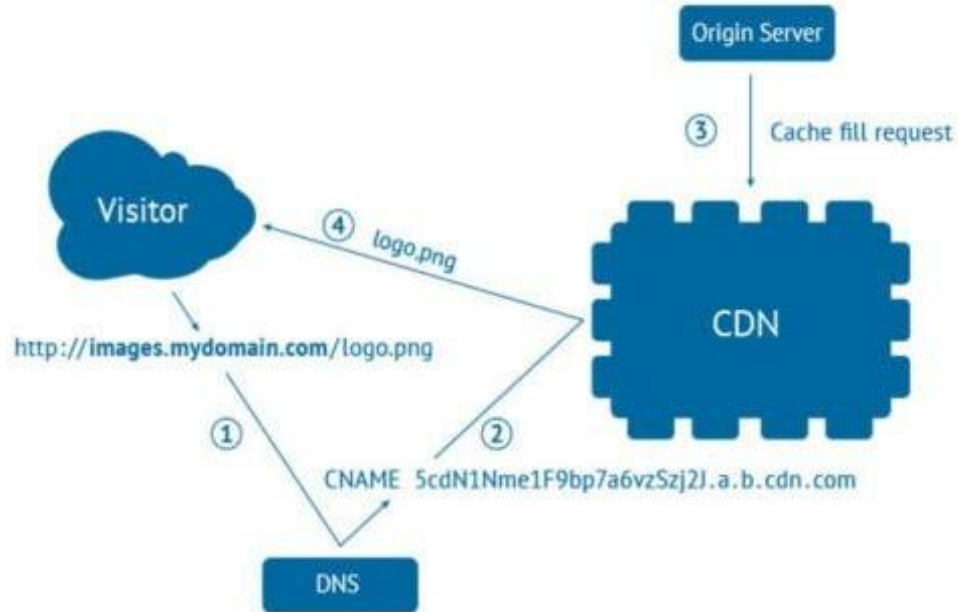 Origin Server
③ Cache fill request
Visitor
④ logo.png
CDN
http://images.mydomain.com/logo.png
① ②
CNAME 5cdN1Nme1F9bp7a6vzSzj2J.a.b.cdn.com
DNS